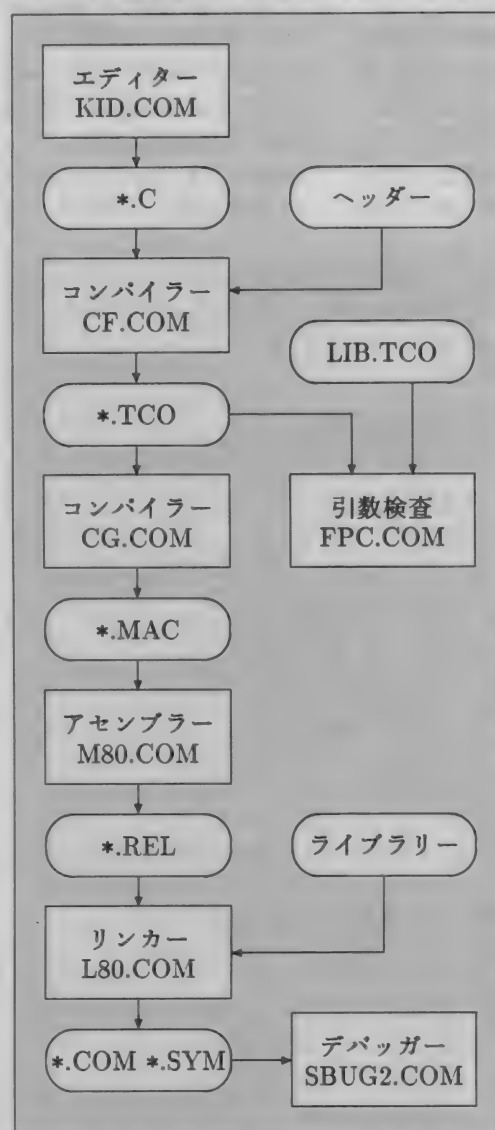 エディター
KID.COM
*.C
ヘッダー
コンパイラー
CF.COM
LIB.TCO
*.TCO
コンパイラー
CG.COM
引数検査
FPC.COM
*.MAC
アセンブラー
M80.COM
*.REL
ライブラリー
リンカー
L80.COM
*.COM *.SYM
デバッガー
SBUG2.COM